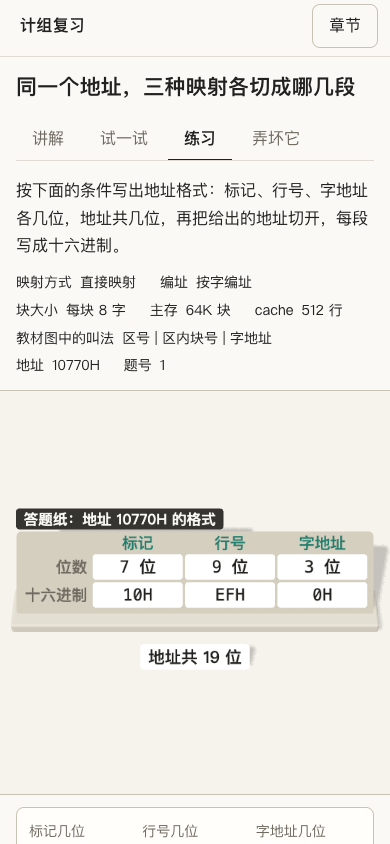 计组复习
章节
同一个地址，三种映射各切成哪几段
讲解 试一试 练习 弄坏它
按下面的条件写出地址格式：标记、行号、字地址
各几位，地址共几位，再把给出的地址切开，每段
写成十六进制。
映射方式 直接映射 编址 按字编址
块大小 每块 8 字 主存 64K 块 cache 512 行
教材图中的叫法 区号 | 区内块号 | 字地址
地址 10770H 题号 1
答题纸：地址 10770H 的格式
标记 行号 字地址
位数 7 位 9 位 3 位
十六进制 10H EFH 0H
地址共 19 位
标记几位 行号几位 字地址几位